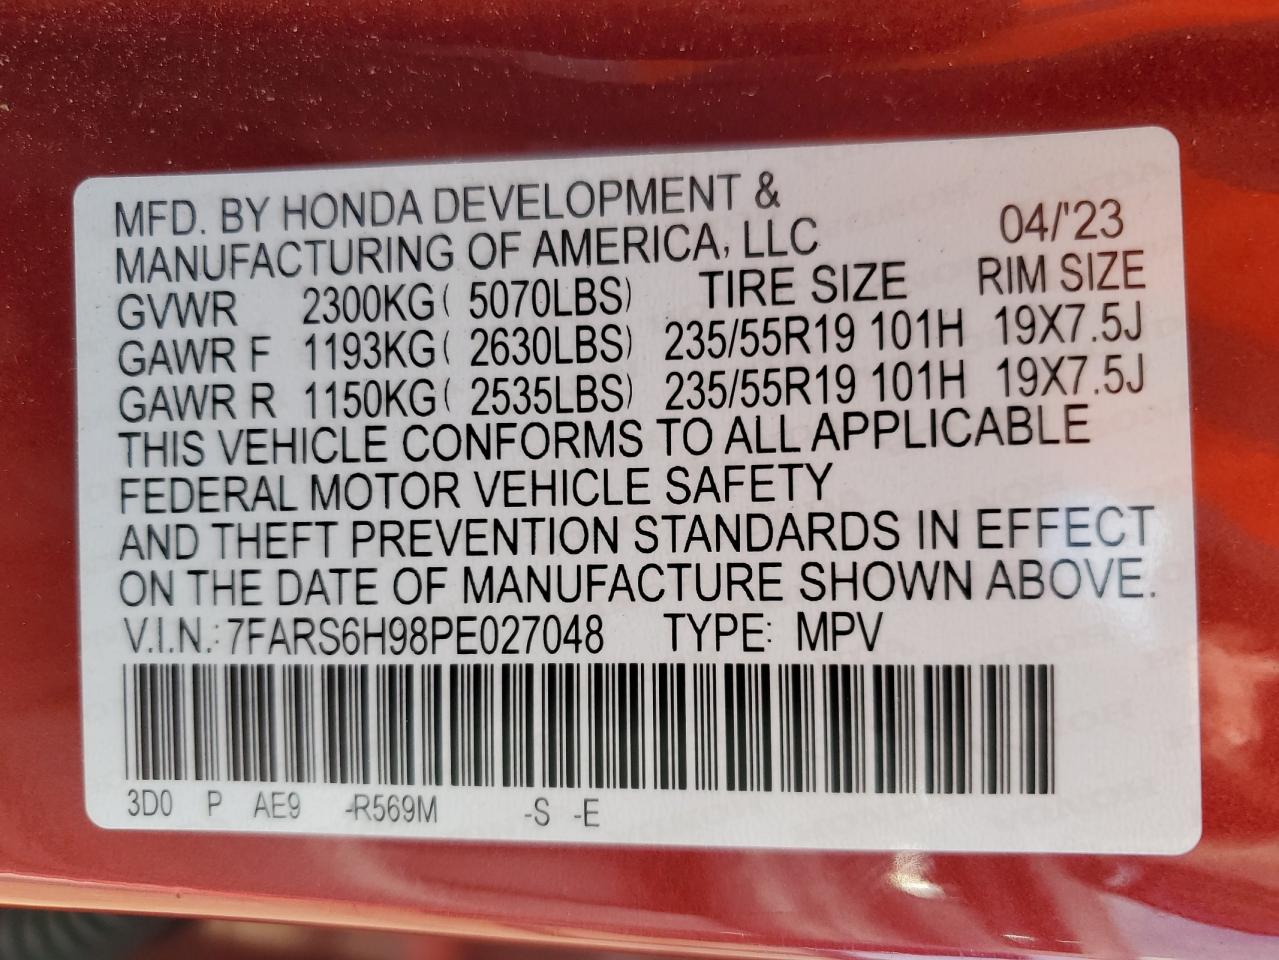 MFD. BY HONDA DEVELOPMENT &
MANUFACTURING OF AMERICA, LLC 04/'23
GVWR 2300KG( 5070LBS) TIRE SIZE RIM SIZE
GAWR F 1193KG( 2630LBS) 235/55R19 101H 19X7.5J
GAWR R 1150KG( 2535LBS) 235/55R19 101H 19X7.5J
THIS VEHICLE CONFORMS TO ALL APPLICABLE
FEDERAL MOTOR VEHICLE SAFETY
AND THEFT PREVENTION STANDARDS IN EFFECT
ON THE DATE OF MANUFACTURE SHOWN ABOVE.
V.I.N.: 7FARS6H98PE027048 TYPE: MPV
3D0 P AE9 -R569M -S -E